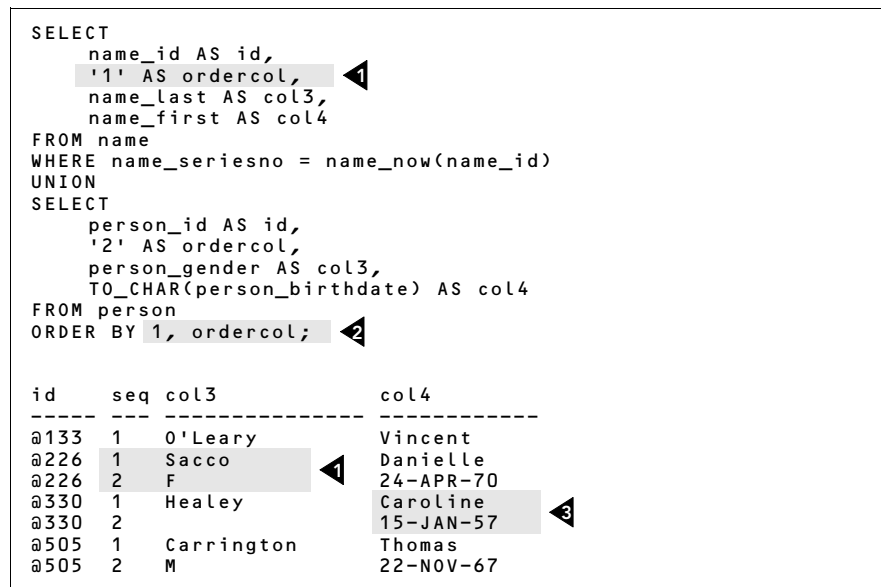 SELECT
name_id AS id,
'1' AS ordercol, 1
name_last AS col3,
name_first AS col4
FROM name
WHERE name_seriesno = name_now(name_id)
UNION
SELECT
person_id AS id,
'2' AS ordercol,
person_gender AS col3,
TO_CHAR(person_birthdate) AS col4
FROM person
ORDER BY 1, ordercol; 2
id seq col3 col4
----- --- --------------- ------------
@133 1 O'Leary Vincent
@226 1 Sacco 1 Danielle
@226 2 F 24-APR-70
@330 1 Healey Caroline 3
@330 2 15-JAN-57
@505 1 Carrington Thomas
@505 2 M 22-NOV-67